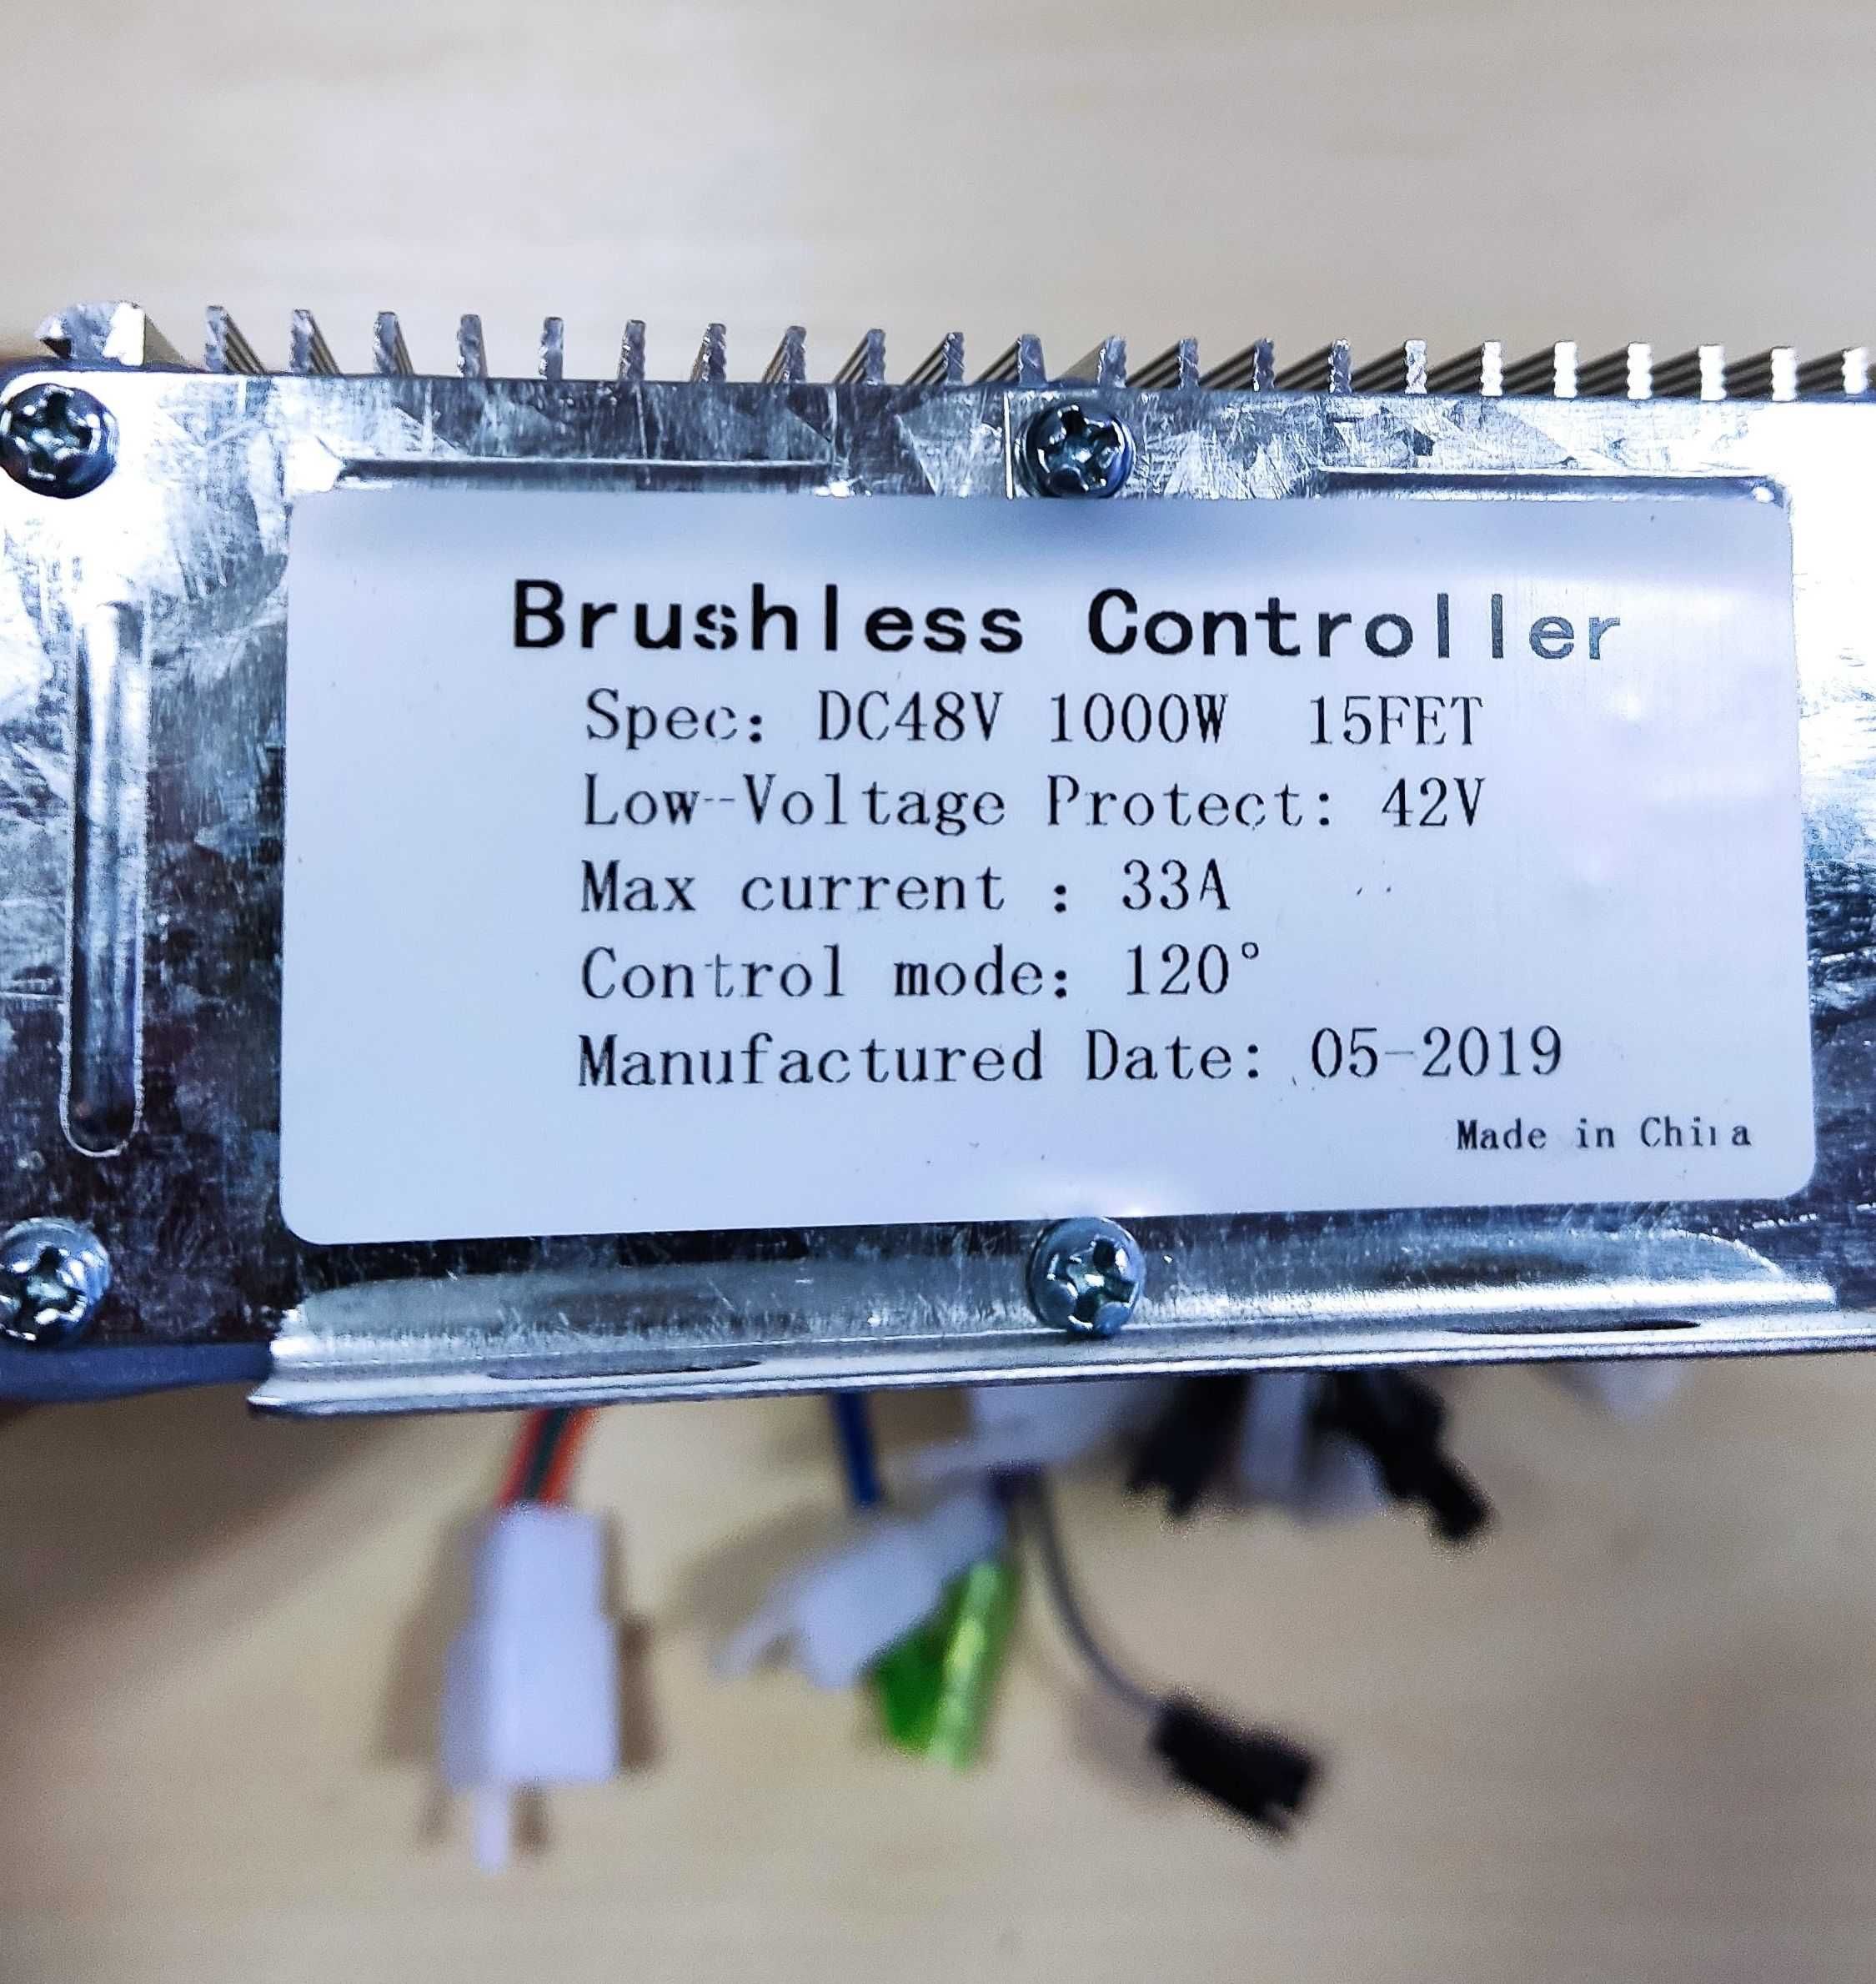 Brushless Controller
Spec: DC48V 1000W 15FET
Low-Voltage Protect: 42V
Max current : 33A
Control mode: 120°
Manufactured Date: 05-2019
Made in China